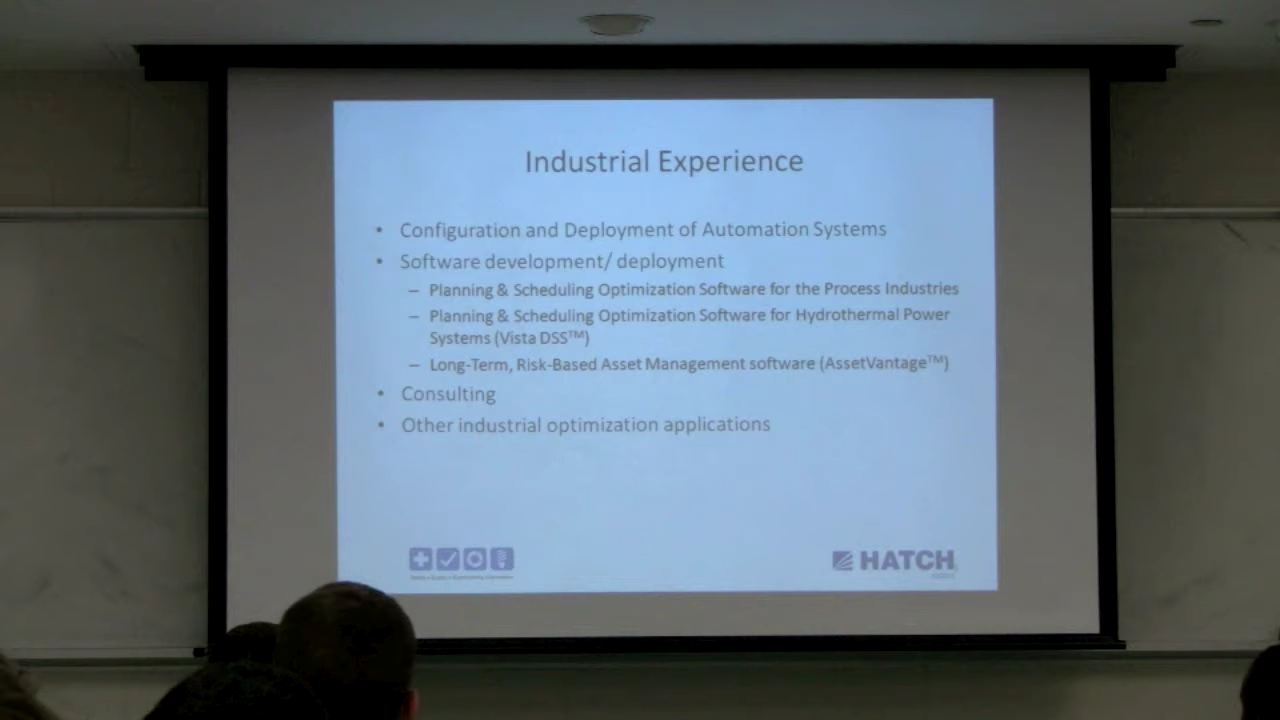 Industrial Experience
• Configuration and Deployment of Automation Systems
• Software development/ deployment
– Planning & Scheduling Optimization Software for the Process Industries
– Planning & Scheduling Optimization Software for Hydrothermal Power
Systems (Vista DSS™)
– Long-Term, Risk-Based Asset Management software (AssetVantage™)
• Consulting
• Other industrial optimization applications
HATCH